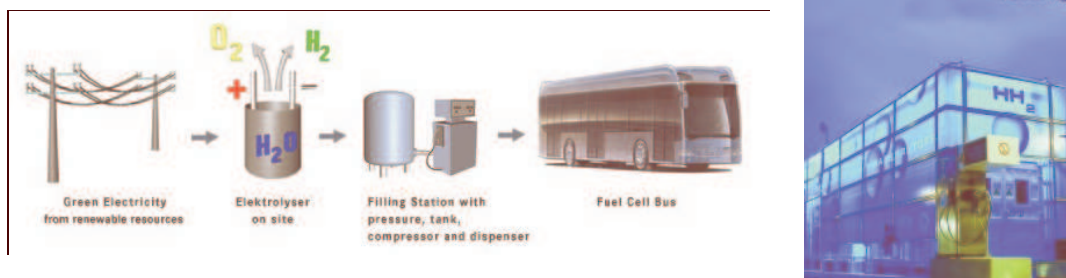 O2
H2
+
–
H2O
Green Electricity
from renewable resources
Elektrolyser
on site
Filling Station with
pressure, tank,
compressor and dispenser
Fuel Cell Bus
HH2